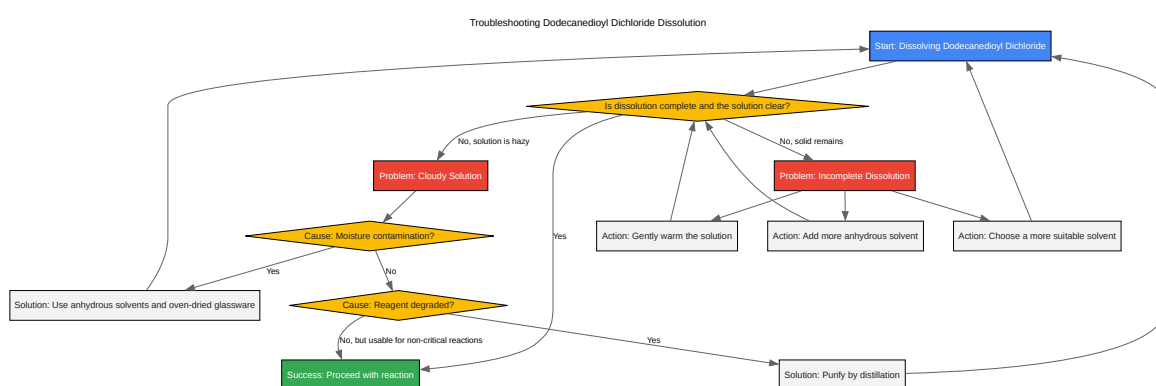 Troubleshooting Dodecanedioyl Dichloride Dissolution
Start: Dissolving Dodecanedioyl Dichloride
Is dissolution complete and the solution clear?
No, solution is hazy
No, solid remains
Problem: Cloudy Solution
Problem: Incomplete Dissolution
Cause: Moisture contamination?
Yes
Action: Gently warm the solution
Action: Add more anhydrous solvent
Action: Choose a more suitable solvent
Yes
No
Solution: Use anhydrous solvents and oven-dried glassware
Cause: Reagent degraded?
No, but usable for non-critical reactions
Yes
Success: Proceed with reaction
Solution: Purify by distillation